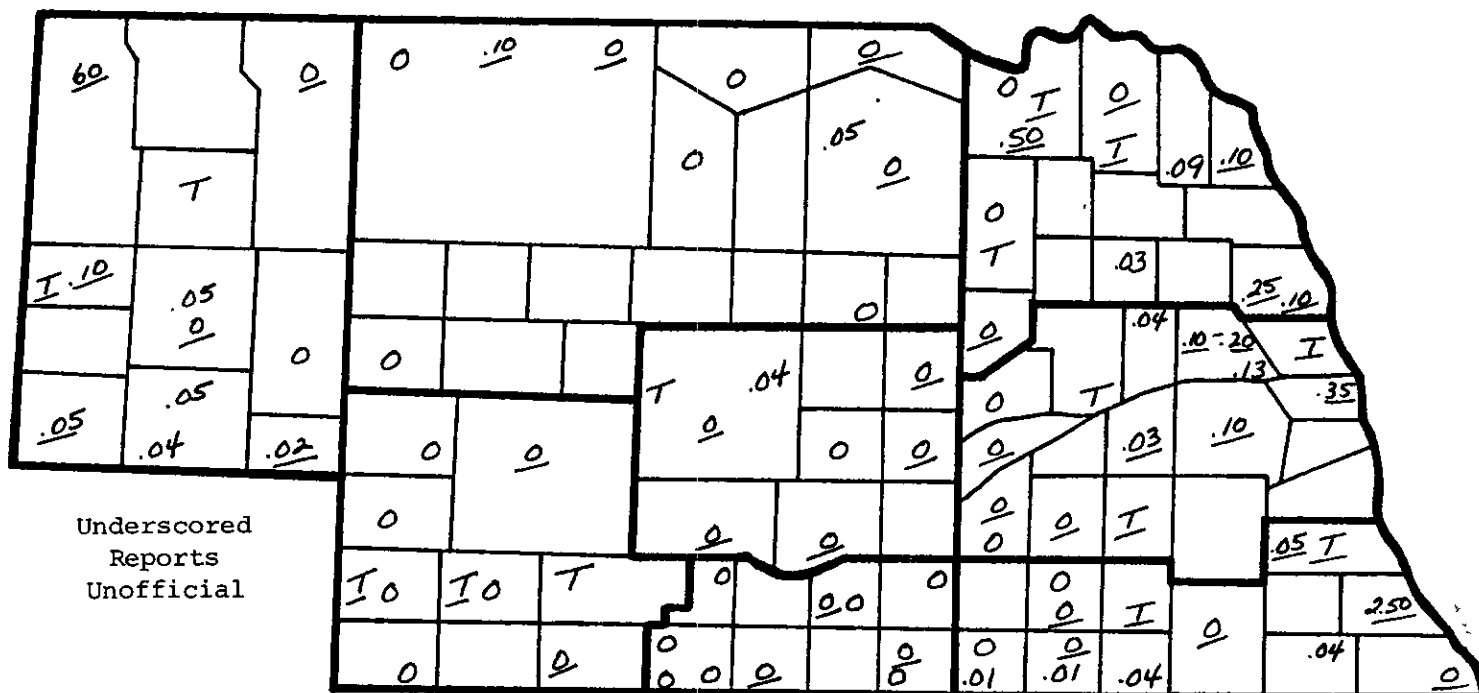 60 0 0 .10 0 0 0
0 T .50 0 T .09 .10
T 0 .05 0
0 T .03
T .10 .05 0 0 0 .25 .10
0 0 .04 .10-.20 .13 T
T .04 0 0 0 T .35
.05 .05 .04 .02 0 0 0 0 0 0 .03 .10
Underscored
Reports
Unofficial
0 0 0 0 0 0 T .05 T
T 0 T 0 T 0 0 0 0 0 0 T 0 2.50
0 0 0 0 0 0 0 0 0 .01 0 .01 .04 .04 0